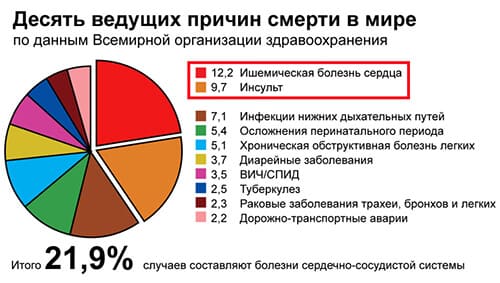 Десять ведущих причин смерти в мире
по данным Всемирной организации здравоохранения
12,2 Ишемическая болезнь сердца
9,7 Инсульт
7,1 Инфекции нижних дыхательных путей
5,4 Осложнения перинатального периода
5,1 Хроническая обструктивная болезнь легких
3,7 Диарейные заболевания
3,5 ВИЧ/СПИД
2,5 Туберкулез
2,3 Раковые заболевания трахеи, бронхов и легких
2,2 Дорожно-транспортные аварии
Итого 21,9% случаев составляют болезни сердечно-сосудистой системы